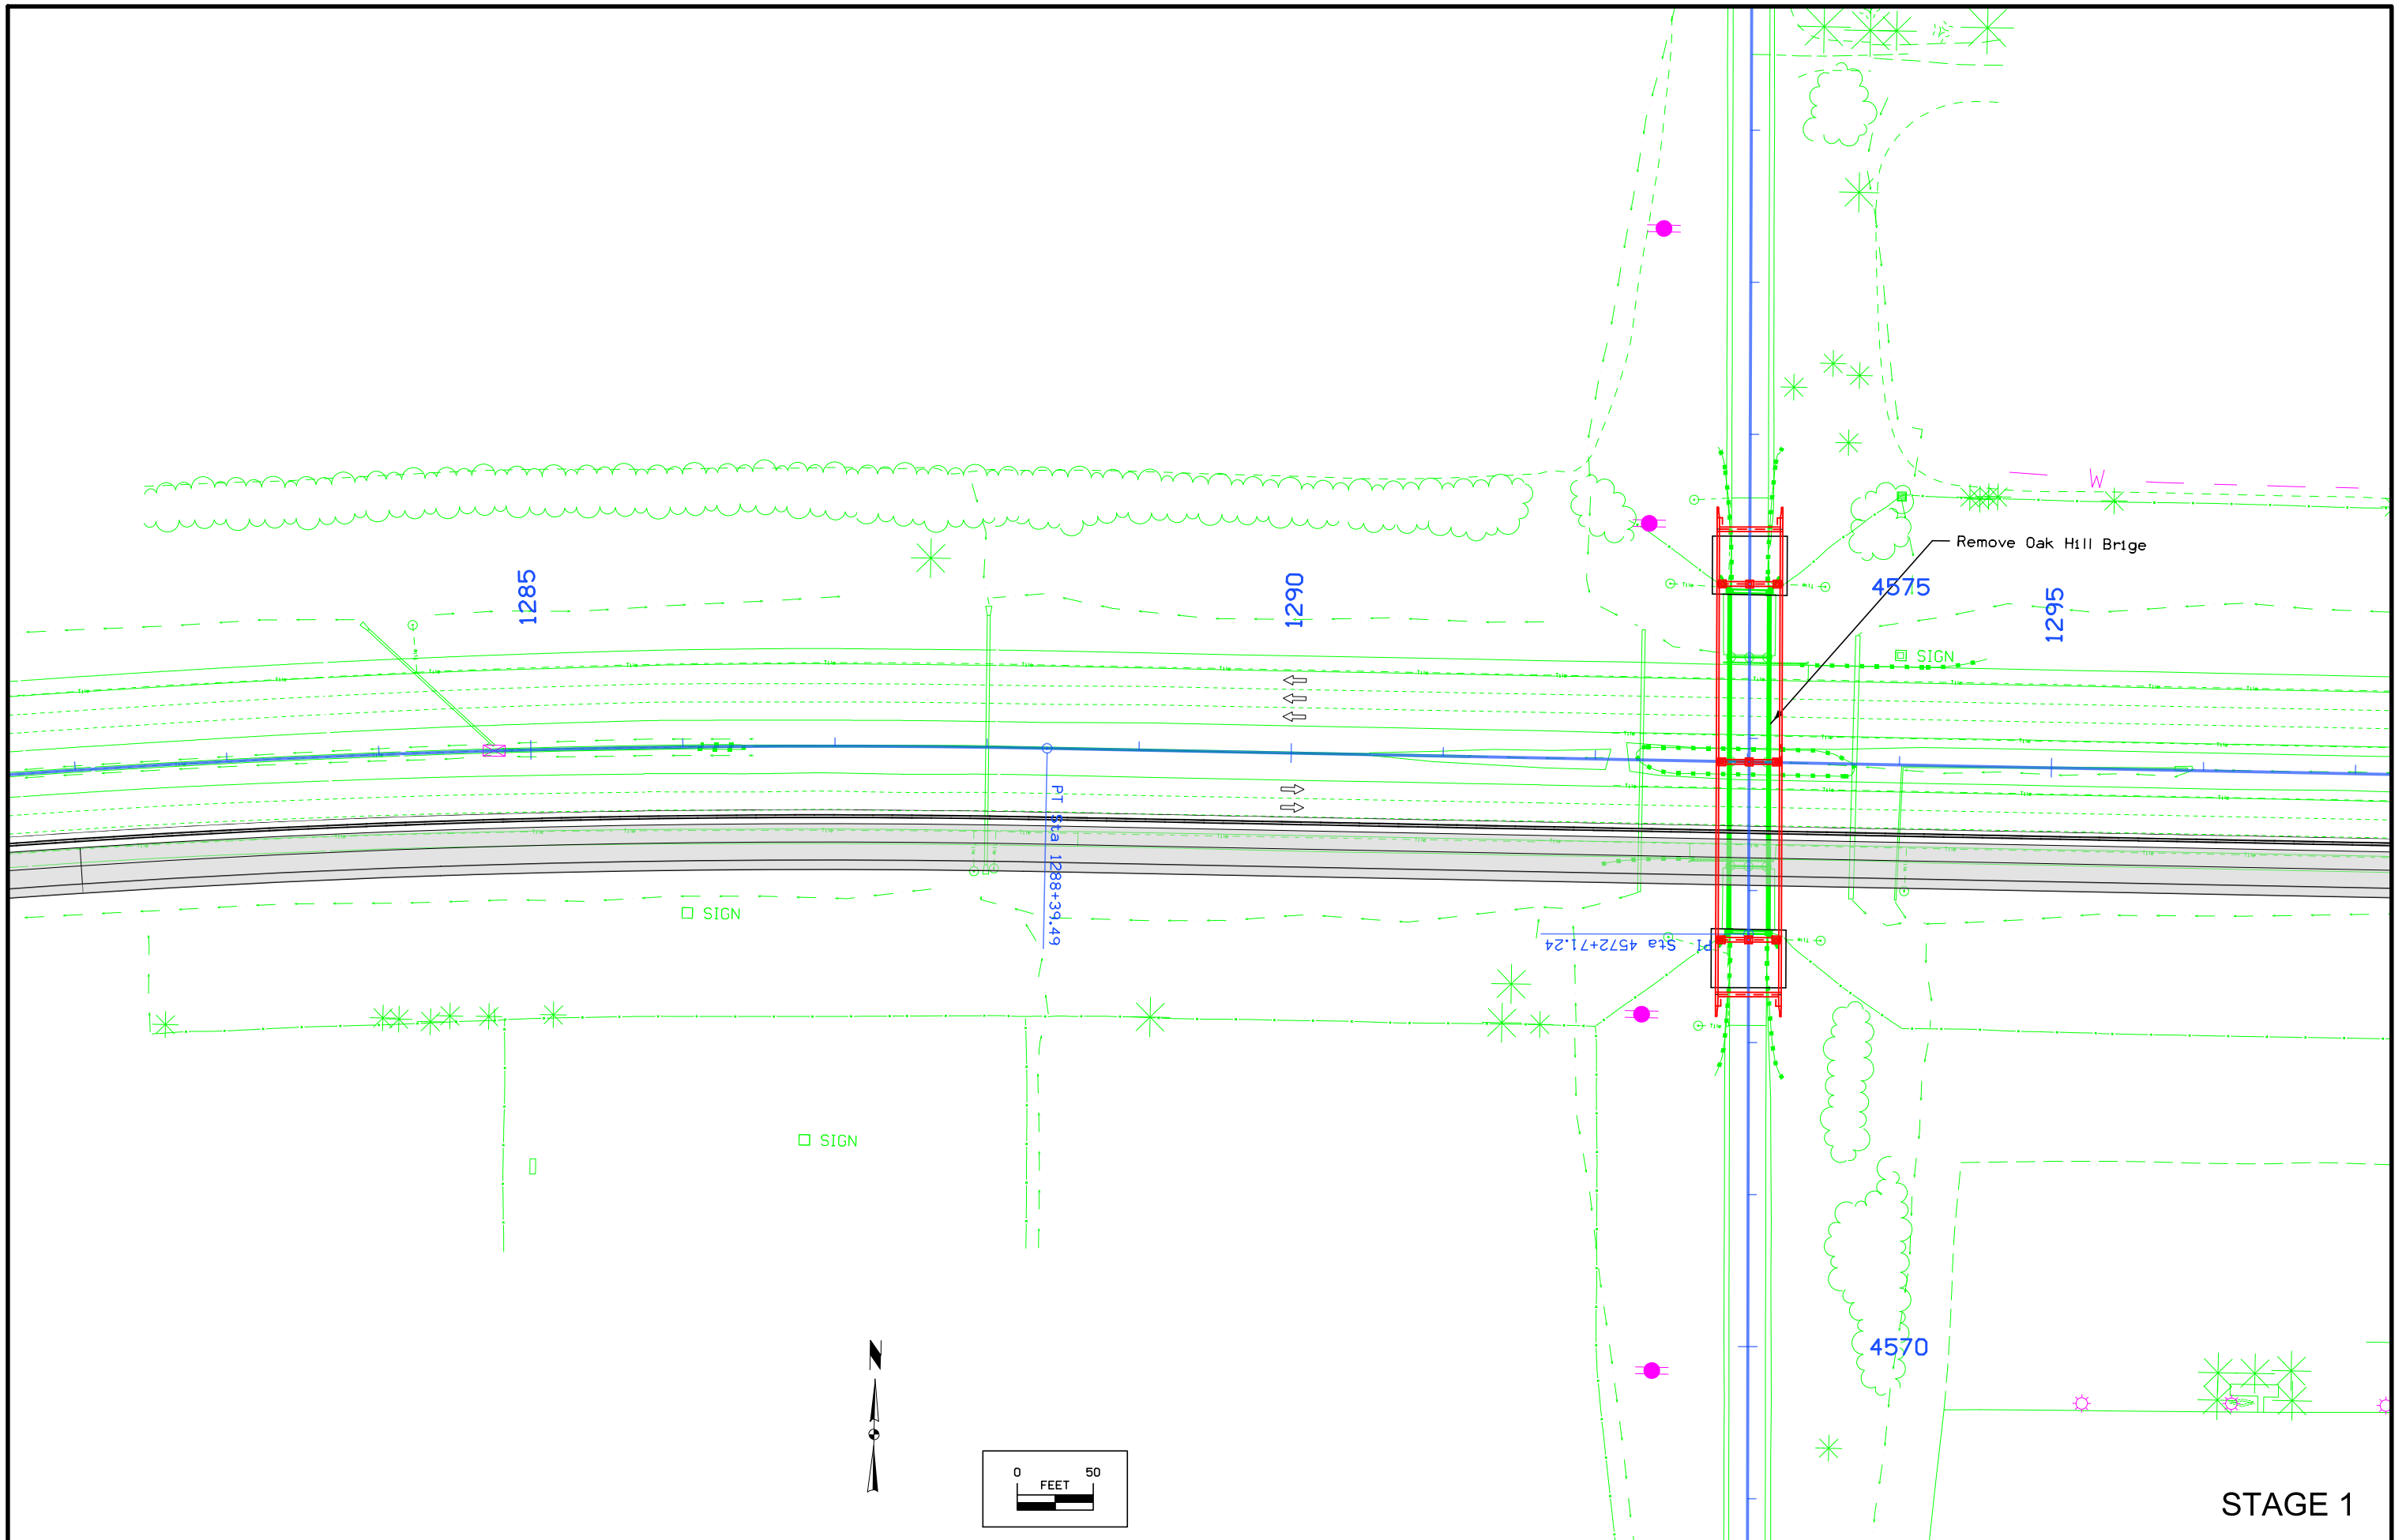 W
Remove Oak Hill Brige
1285
1290
4575
1295
SIGN
PT Sta 1288+39.49
SIGN
PI Sta 4572+71.24
SIGN
4570
N
0 50
FEET
STAGE 1